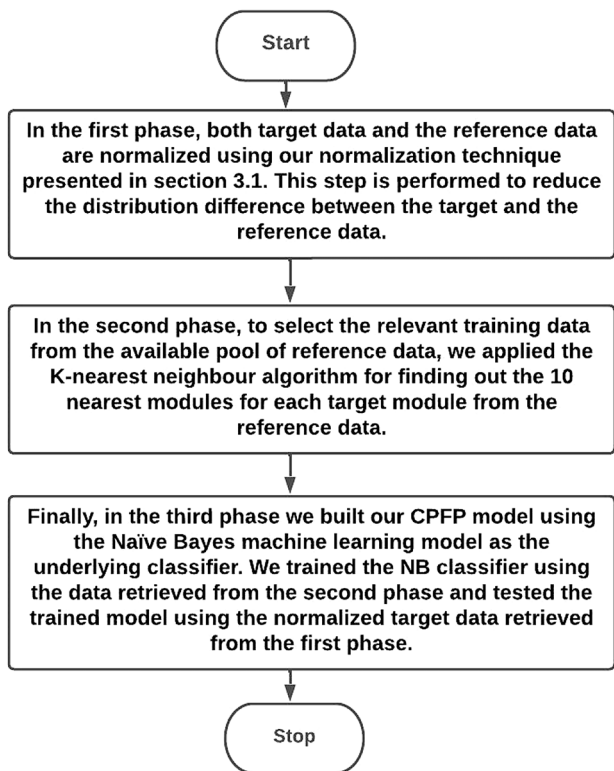 Start
In the first phase, both target data and the reference data
are normalized using our normalization technique
presented in section 3.1. This step is performed to reduce
the distribution difference between the target and the
reference data.
In the second phase, to select the relevant training data
from the available pool of reference data, we applied the
K-nearest neighbour algorithm for finding out the 10
nearest modules for each target module from the
reference data.
Finally, in the third phase we built our CPFP model using
the Naïve Bayes machine learning model as the
underlying classifier. We trained the NB classifier using
the data retrieved from the second phase and tested the
trained model using the normalized target data retrieved
from the first phase.
Stop